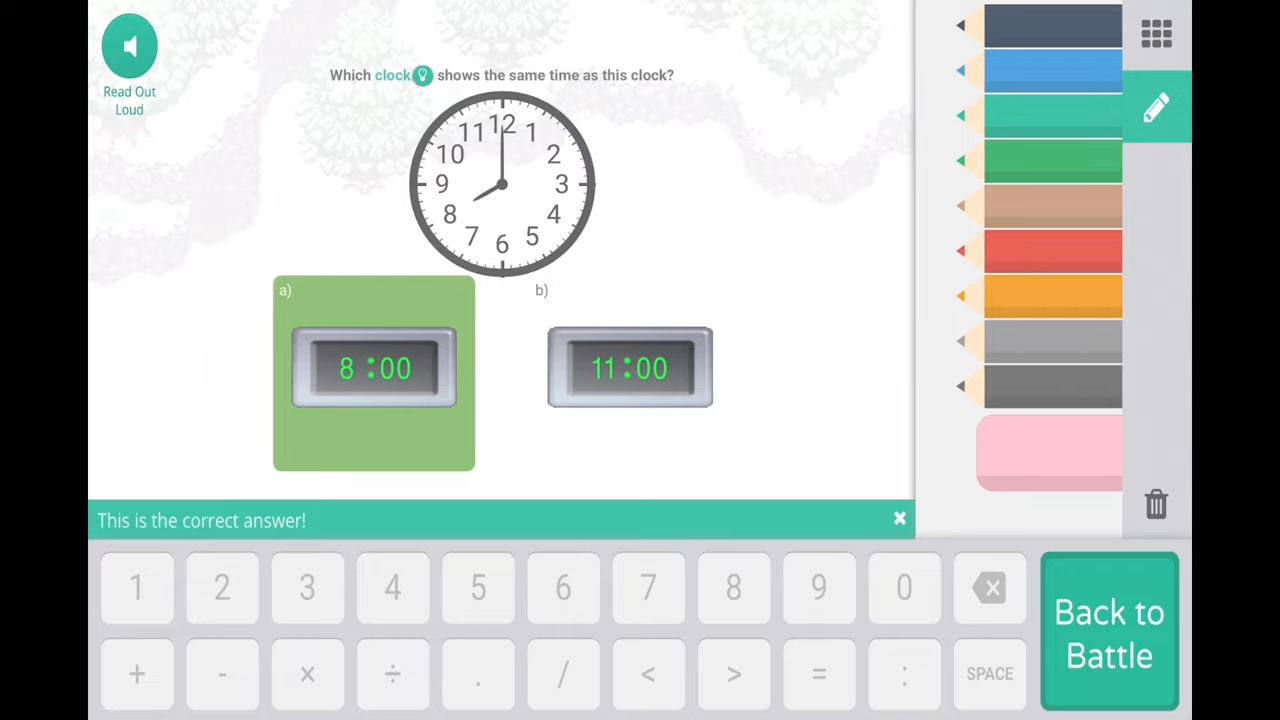 Read Out
Loud
Which clock shows the same time as this clock?
11 12 1
10 2
9 3
8 4
7 6 5
a)
b)
8 :00
11:00
This is the correct answer!
1 2 3 4 5 6 7 8 9 0
+ - × ÷ . / < > = : SPACE
Back to
Battle